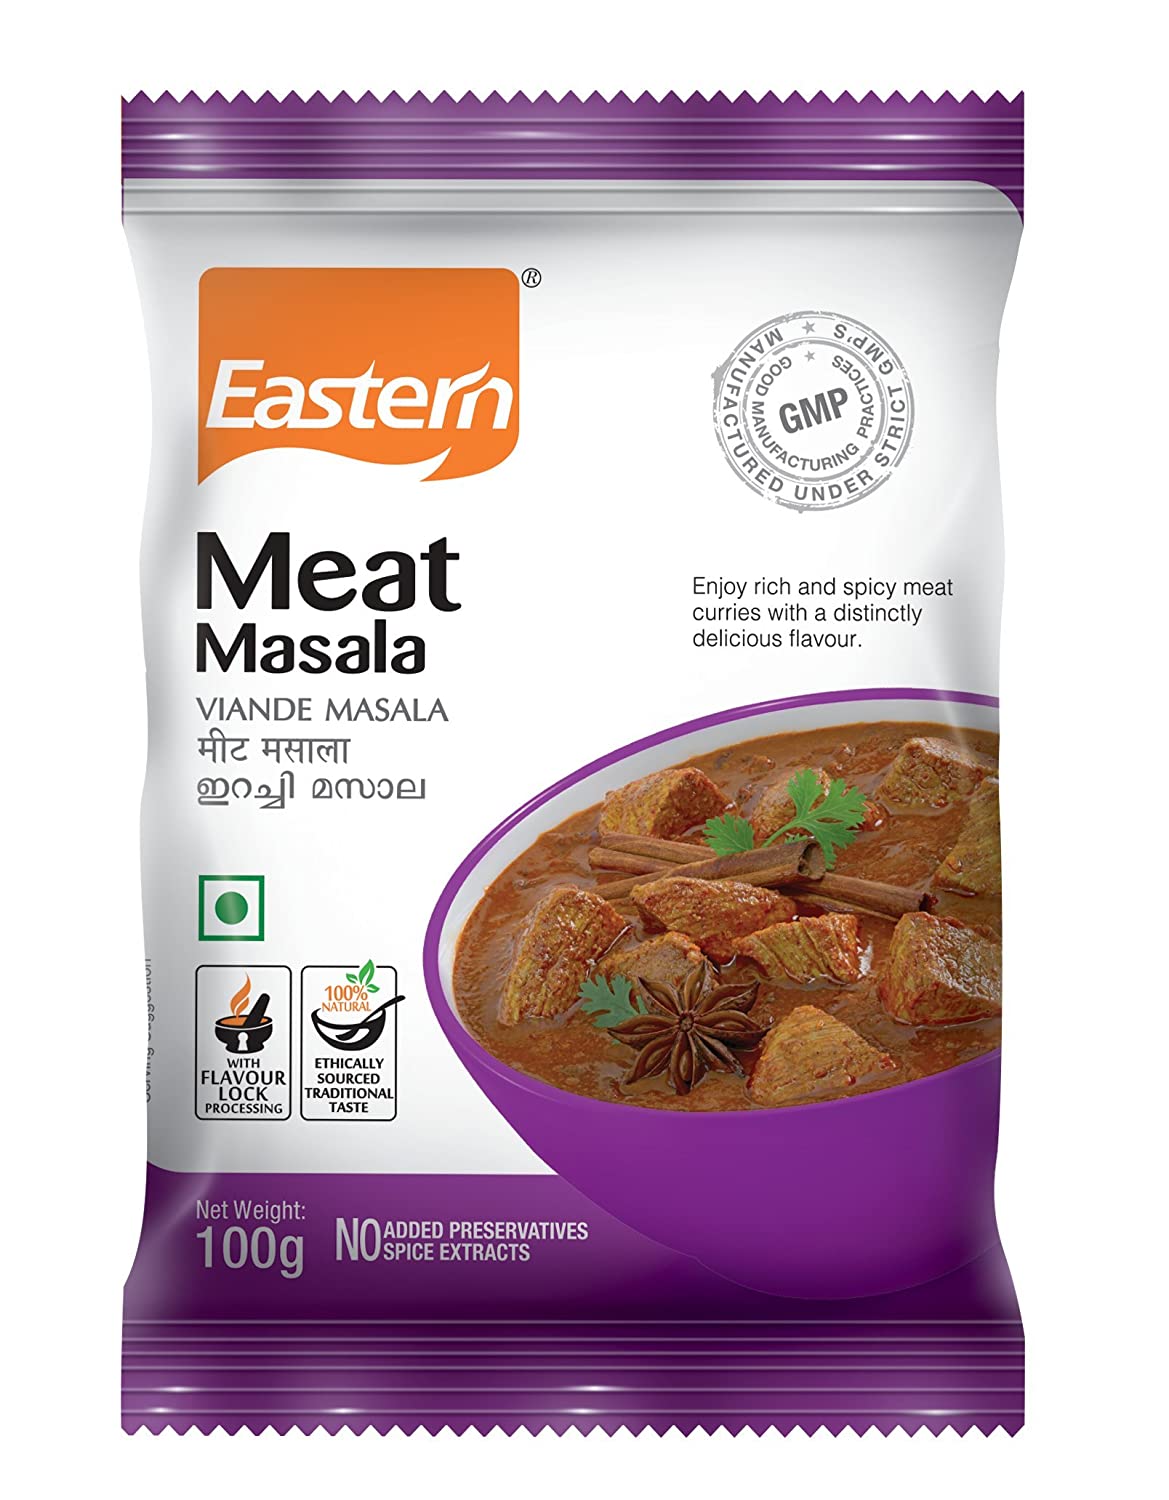 Eastern®
MANUFACTURED UNDER STRICT GMP'S
GOOD MANUFACTURING PRACTICES
GMP
Meat
Masala
VIANDE MASALA
मीट मसाला
ഇറച്ചി മസാല
Enjoy rich and spicy meat
curries with a distinctly
delicious flavour.
WITH
FLAVOUR
LOCK
PROCESSING
100%
NATURAL
ETHICALLY
SOURCED
TRADITIONAL
TASTE
Serving Suggestion
Net Weight:
100g
NO ADDED PRESERVATIVES
SPICE EXTRACTS